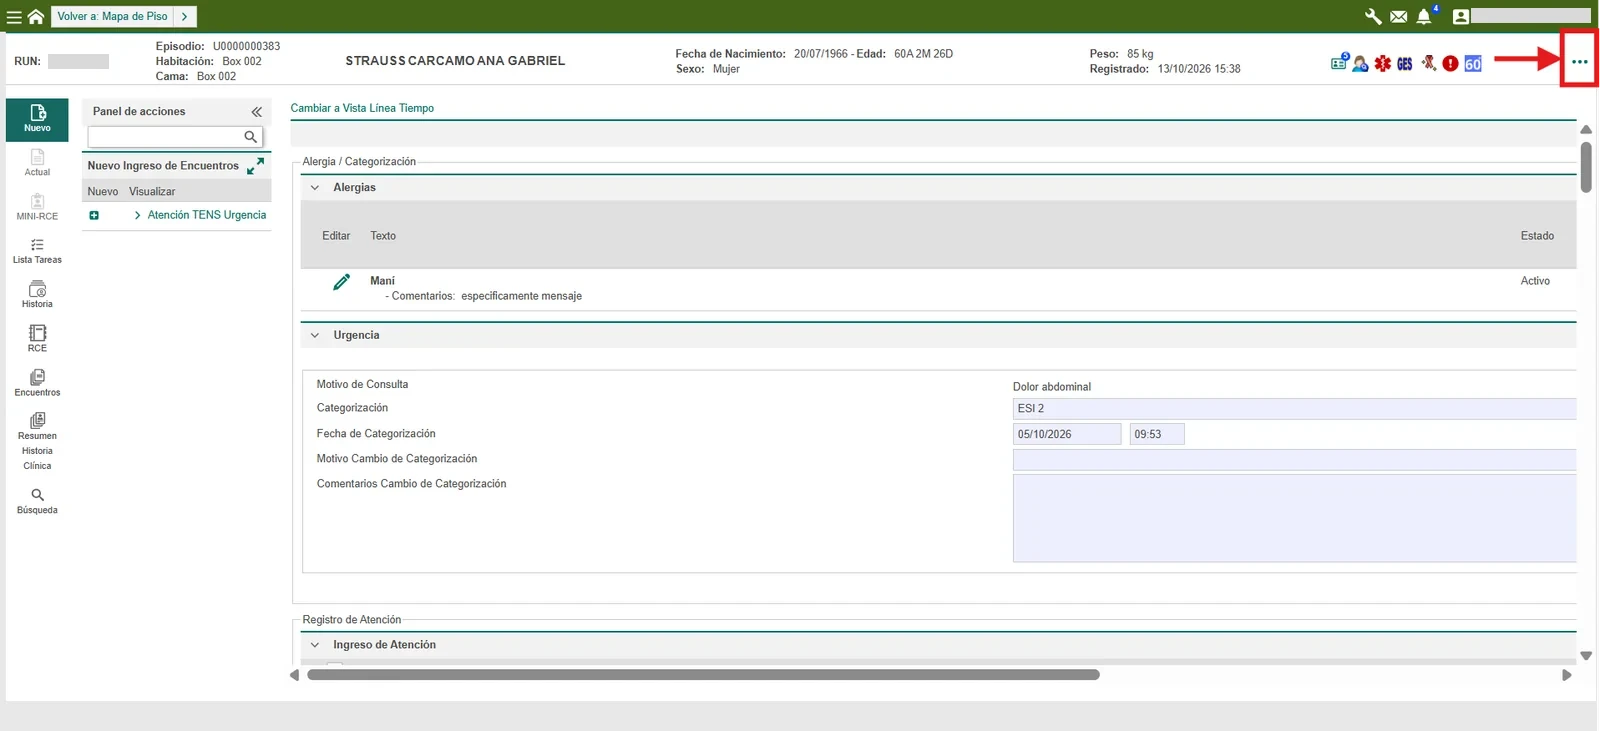 Volver a: Mapa de Piso
4
RUN:
Episodio: U0000000383
Habitación: Box 002
Cama: Box 002
STRAUSS CARCAMO ANA GABRIEL
Fecha de Nacimiento: 20/07/1966 - Edad: 60A 2M 26D
Sexo: Mujer
Peso: 85 kg
Registrado: 13/10/2026 15:38
5
GES
60
Nuevo
Actual
MINI-RCE
Lista Tareas
Historia
RCE
Encuentros
Resumen
Historia
Clínica
Búsqueda
Panel de acciones
Nuevo Ingreso de Encuentros
Nuevo Visualizar
Atención TENS Urgencia
Cambiar a Vista Línea Tiempo
Alergia / Categorización
Alergias
Editar Texto Estado
Maní Activo
- Comentarios: especificamente mensaje
Urgencia
Motivo de Consulta Dolor abdominal
Categorización ESI 2
Fecha de Categorización 05/10/2026 09:53
Motivo Cambio de Categorización
Comentarios Cambio de Categorización
Registro de Atención
Ingreso de Atención